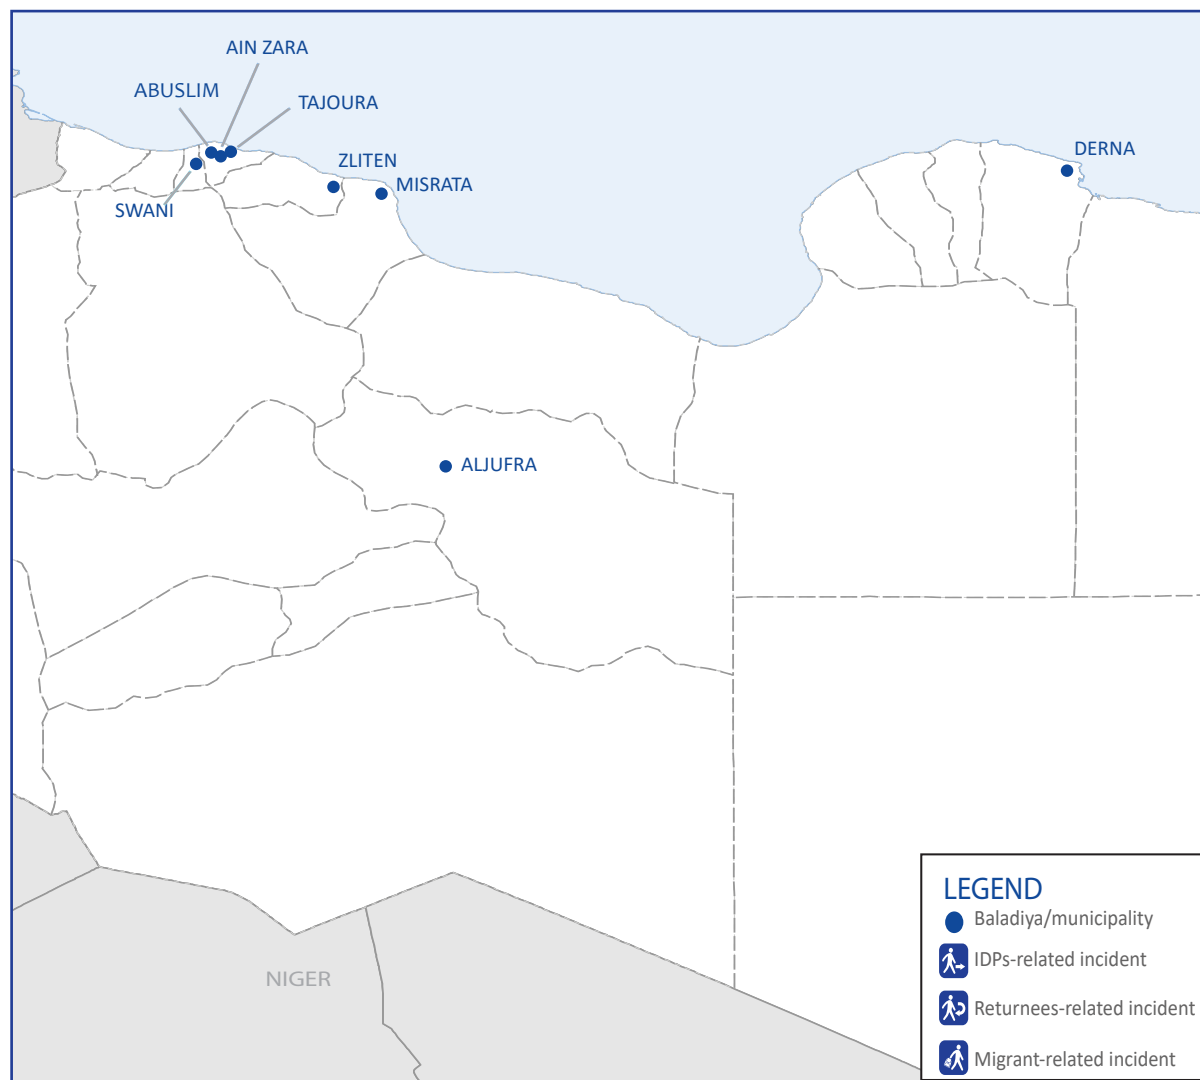 AIN ZARA
ABUSLIM
TAJOURA
ZLITEN
DERNA
MISRATA
SWANI
ALJUFRA
NIGER
LEGEND
Baladiya/municipality
IDPs-related incident
Returnees-related incident
Migrant-related incident